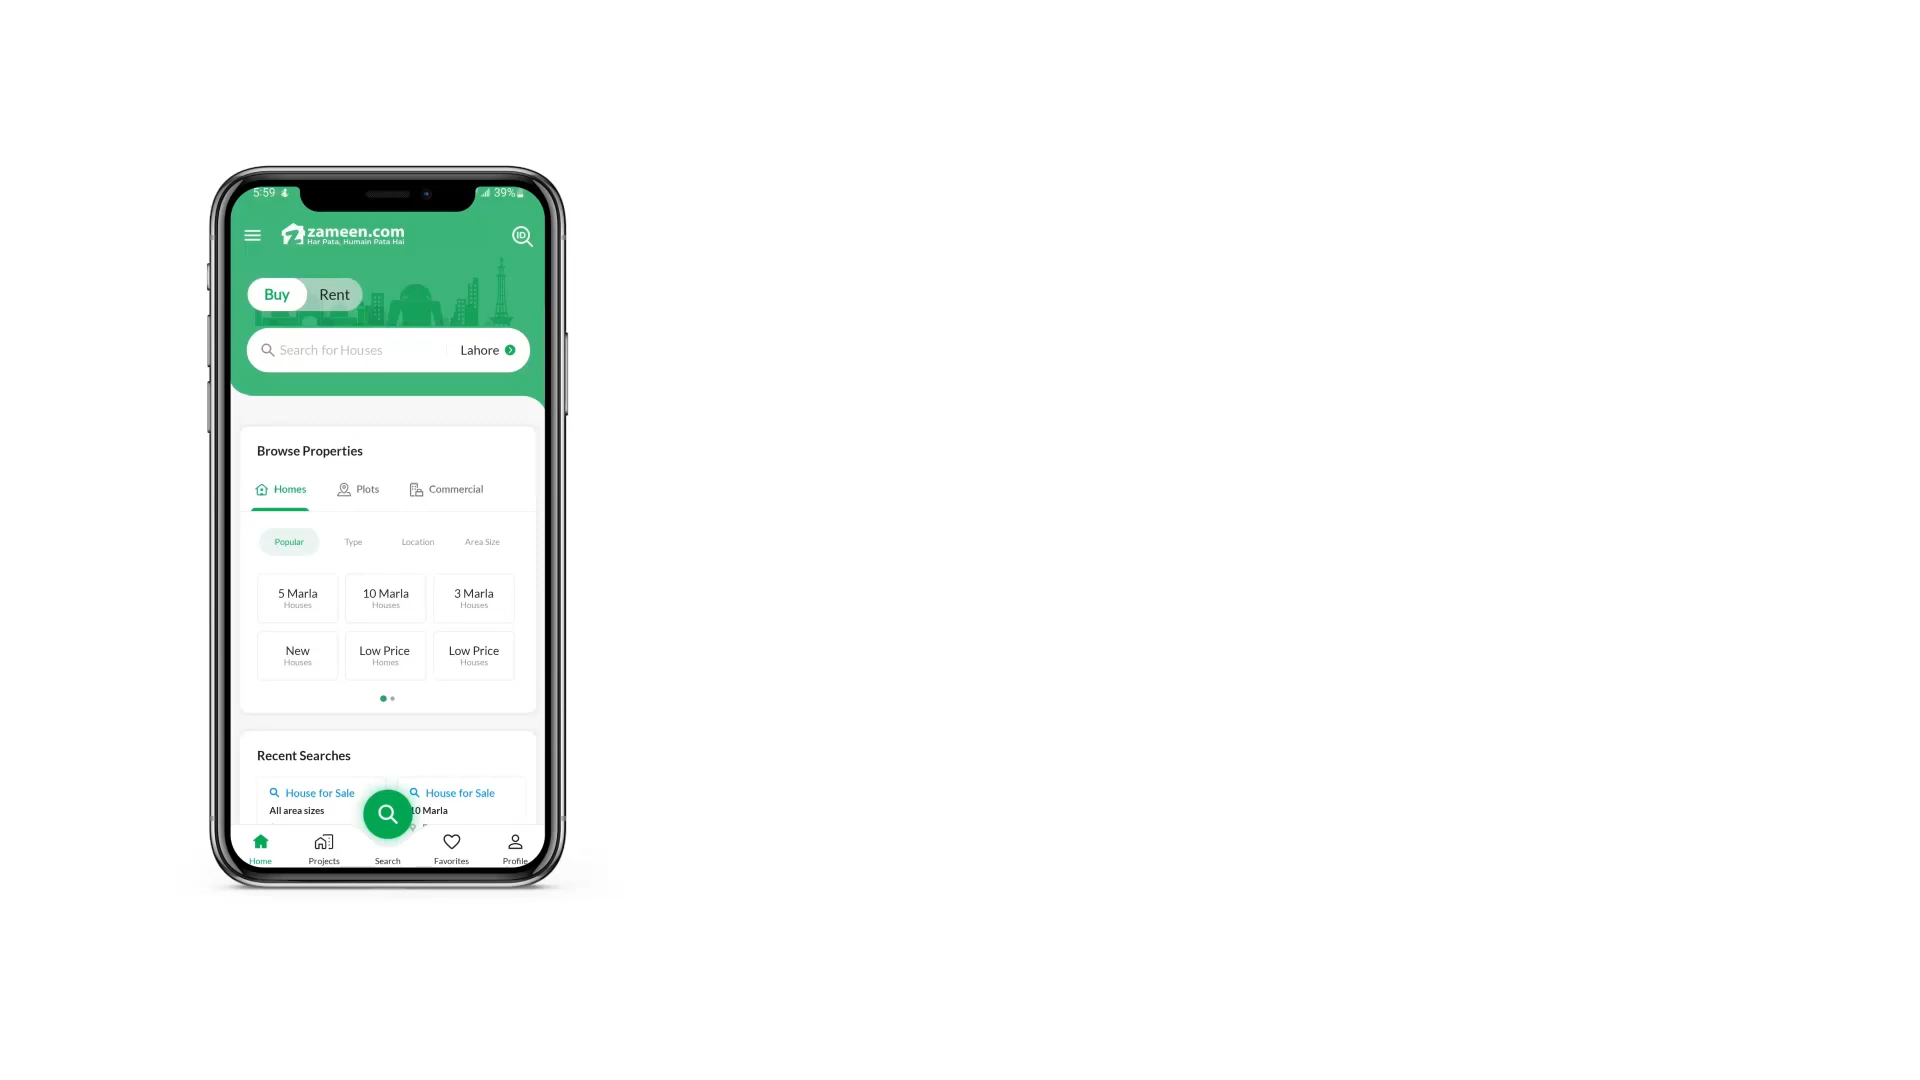 5:59
39%
zameen.com
Har Pata, Humain Pata Hai
ID
Buy Rent
Search for Houses Lahore
Browse Properties
Homes Plots Commercial
Popular Type Location Area Size
5 Marla 10 Marla 3 Marla
Houses Houses Houses
New Low Price Low Price
Houses Homes Houses
Recent Searches
House for Sale House for Sale
All area sizes 10 Marla
Home Projects Search Favorites Profile